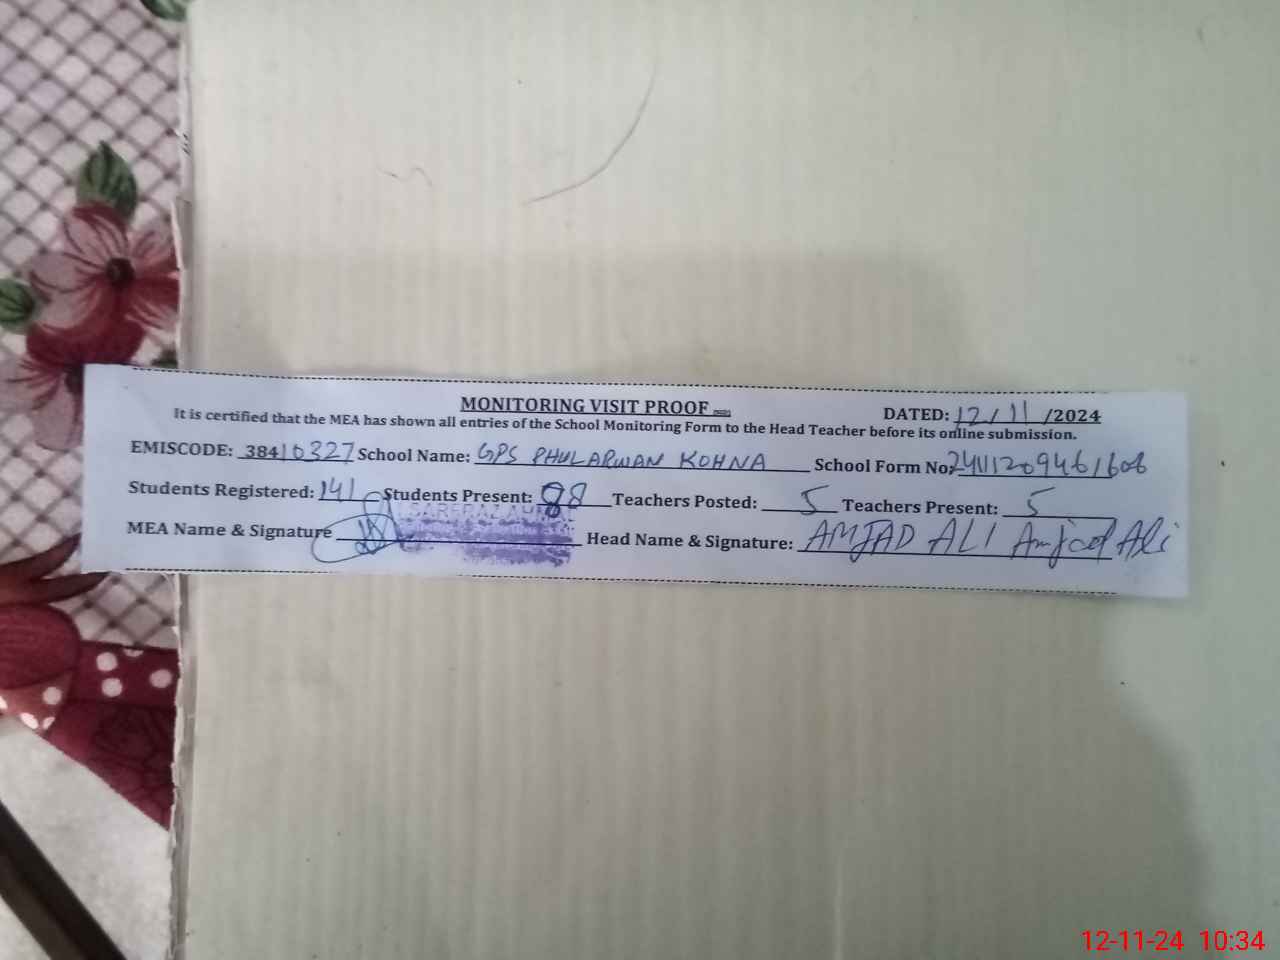 MONITORING VISIT PROOF
DATED: 12/11/2024
It is certified that the MEA has shown all entries of the School Monitoring Form to the Head Teacher before its online submission.
EMISCODE: 38410327 School Name: GPS PHULARWAN KOHNA School Form No: 24111209461606
Students Registered: 141 Students Present: 88 Teachers Posted: 5 Teachers Present: 5
MEA Name & Signature SARFRAZ Head Name & Signature: AMJAD ALI Amjad Ali
12-11-24 10:34